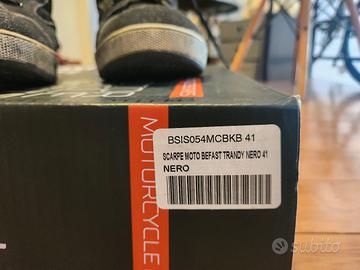 BSIS054MCBKB 41
SCARPE MOTO BEFAST TRANDY NERO 41
NERO
MOTORCYCLE
subito